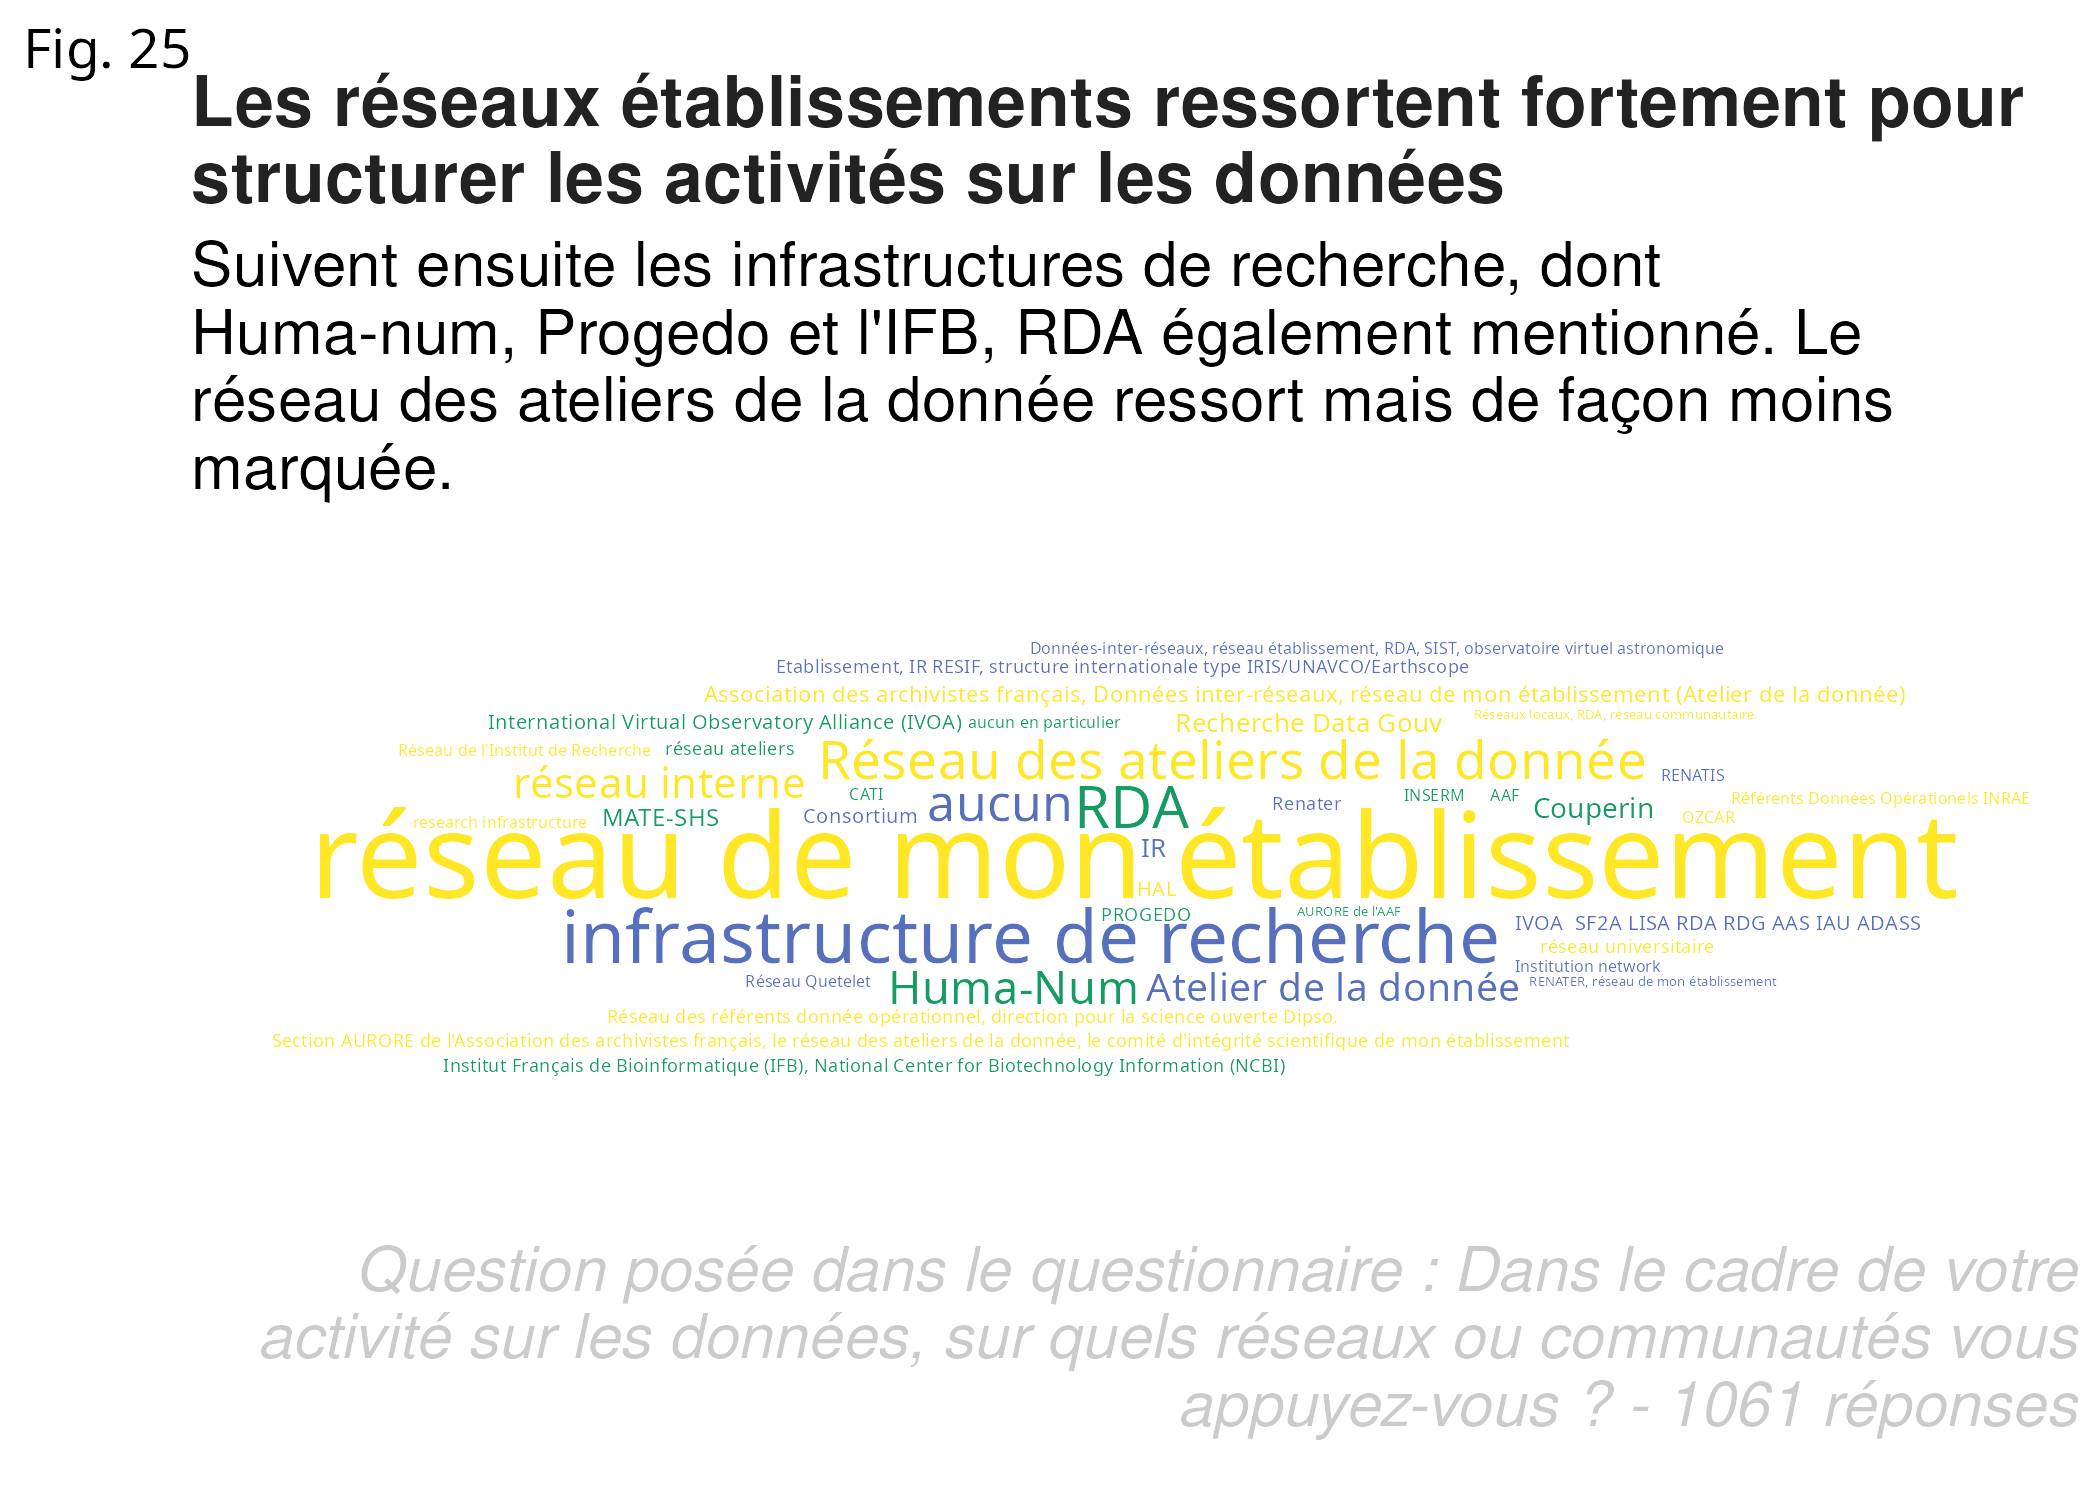 Fig. 25
Les réseaux établissements ressortent fortement pour
structurer les activités sur les données
Suivent ensuite les infrastructures de recherche, dont
Huma-num, Progedo et l'IFB, RDA également mentionné. Le
réseau des ateliers de la donnée ressort mais de façon moins
marquée.
Données-inter-réseaux, réseau établissement, RDA, SIST, observatoire virtuel astronomique
Etablissement, IR RESIF, structure internationale type IRIS/UNAVCO/Earthscope
Association des archivistes français, Données inter-réseaux, réseau de mon établissement (Atelier de la donnée)
International Virtual Observatory Alliance (IVOA)
aucun en particulier
Recherche Data Gouv
Réseaux locaux, RDA, réseau communautaire
Réseau de l'Institut de Recherche
réseau ateliers
Réseau des ateliers de la donnée
RENATIS
réseau interne
CATI
aucun
RDA
Renater
INSERM
AAF
Couperin
Référents Données Opérationels INRAE
research infrastructure
MATE-SHS
Consortium
OZCAR
réseau de mon établissement
IR
HAL
PROGEDO
AURORE de l'AAF
infrastructure de recherche
IVOA  SF2A LISA RDA RDG AAS IAU ADASS
réseau universitaire
Institution network
Réseau Quetelet
Huma-Num
Atelier de la donnée
RENATER, réseau de mon établissement
Réseau des référents donnée opérationnel, direction pour la science ouverte Dipso.
Section AURORE de l'Association des archivistes français, le réseau des ateliers de la donnée, le comité d'intégrité scientifique de mon établissement
Institut Français de Bioinformatique (IFB), National Center for Biotechnology Information (NCBI)
Question posée dans le questionnaire : Dans le cadre de votre
activité sur les données, sur quels réseaux ou communautés vous
appuyez-vous ? - 1061 réponses